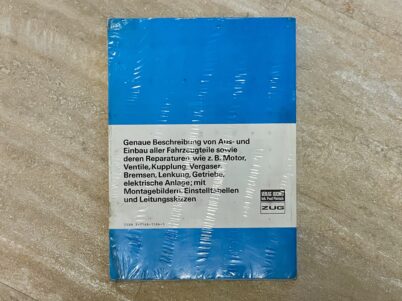 Genaue Beschreibung von Aus- und
Einbau aller Fahrzeugteile sowie
deren Reparaturen, wie z. B. Motor,
Ventile, Kupplung, Vergaser,
Bremsen, Lenkung, Getriebe,
elektrische Anlage; mit
Montagebildern, Einstelltabellen
und Leitungsskizzen
ZUG
ISBN